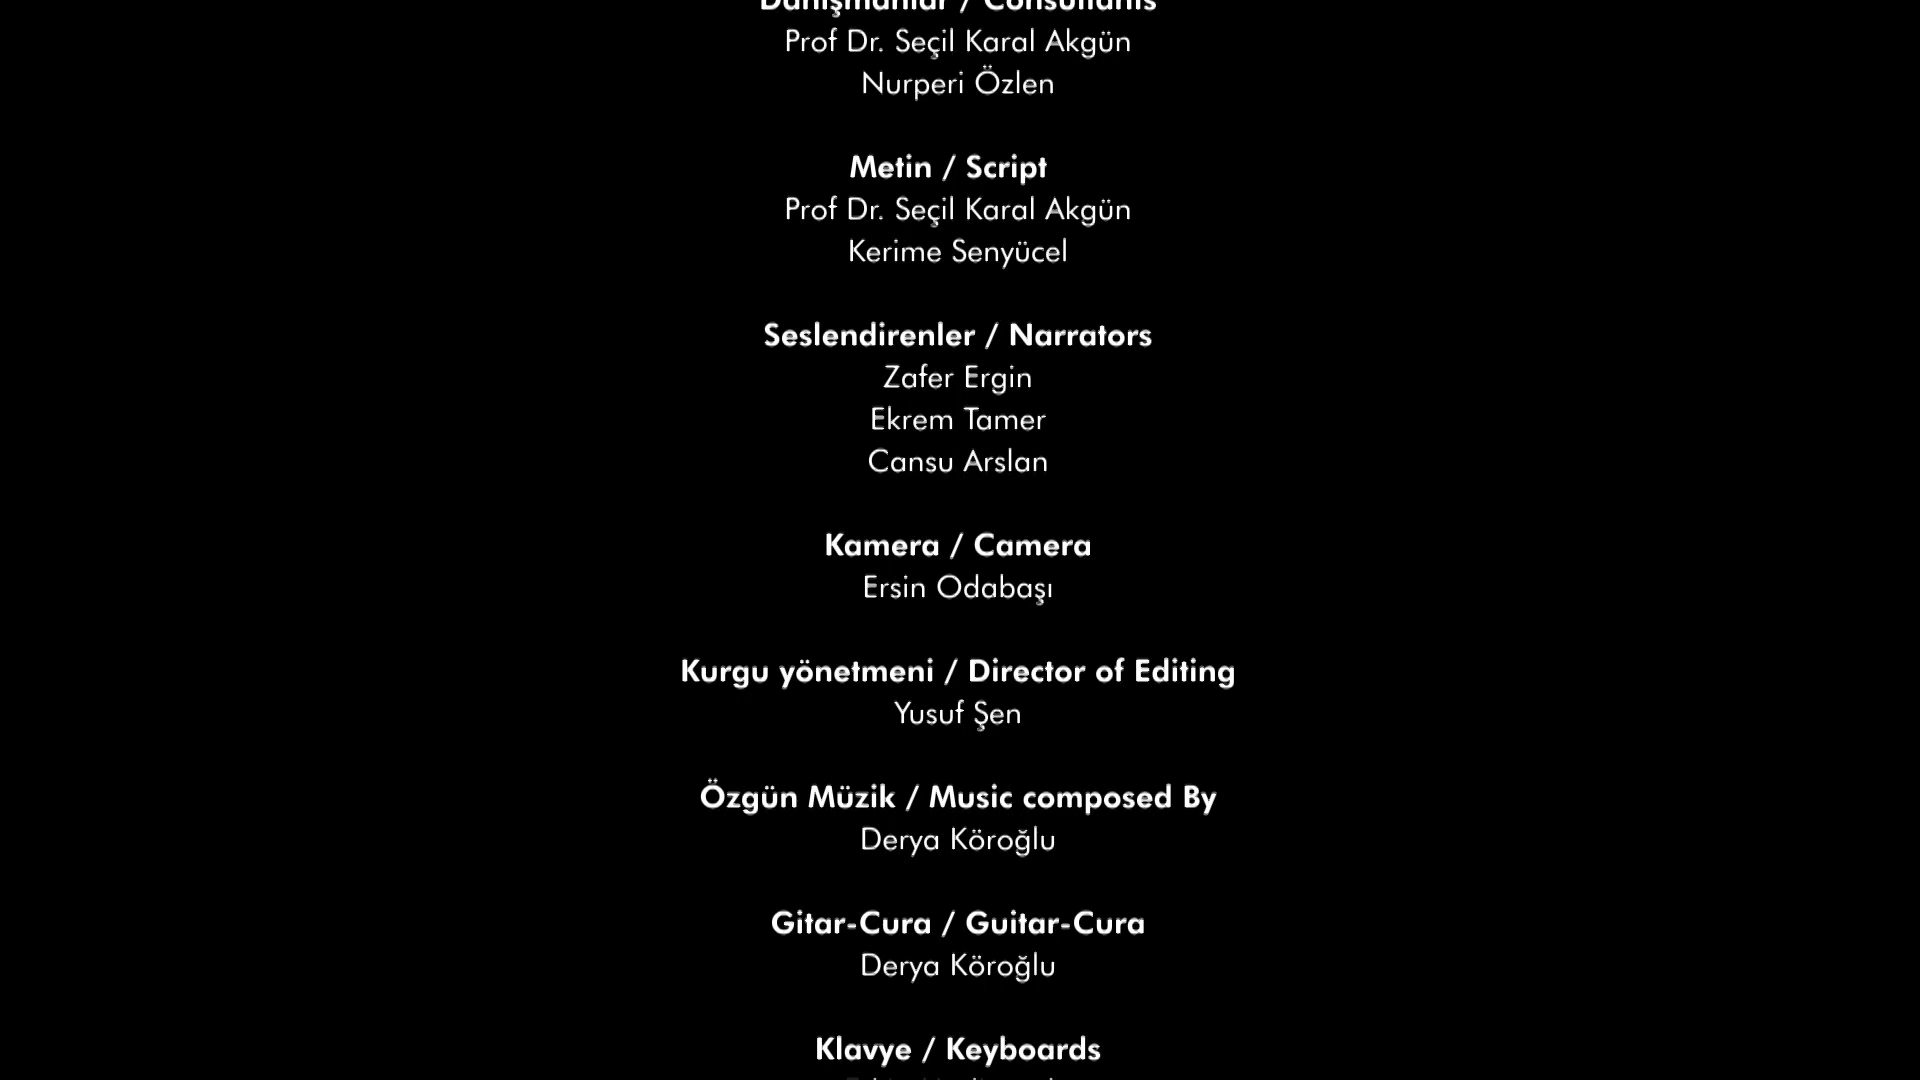 Danışmanlar / Consultants
Prof Dr. Seçil Karal Akgün
Nurperi Özlen
Metin / Script
Prof Dr. Seçil Karal Akgün
Kerime Senyücel
Seslendirenler / Narrators
Zafer Ergin
Ekrem Tamer
Cansu Arslan
Kamera / Camera
Ersin Odabaşı
Kurgu yönetmeni / Director of Editing
Yusuf Şen
Özgün Müzik / Music composed By
Derya Köroğlu
Gitar-Cura / Guitar-Cura
Derya Köroğlu
Klavye / Keyboards